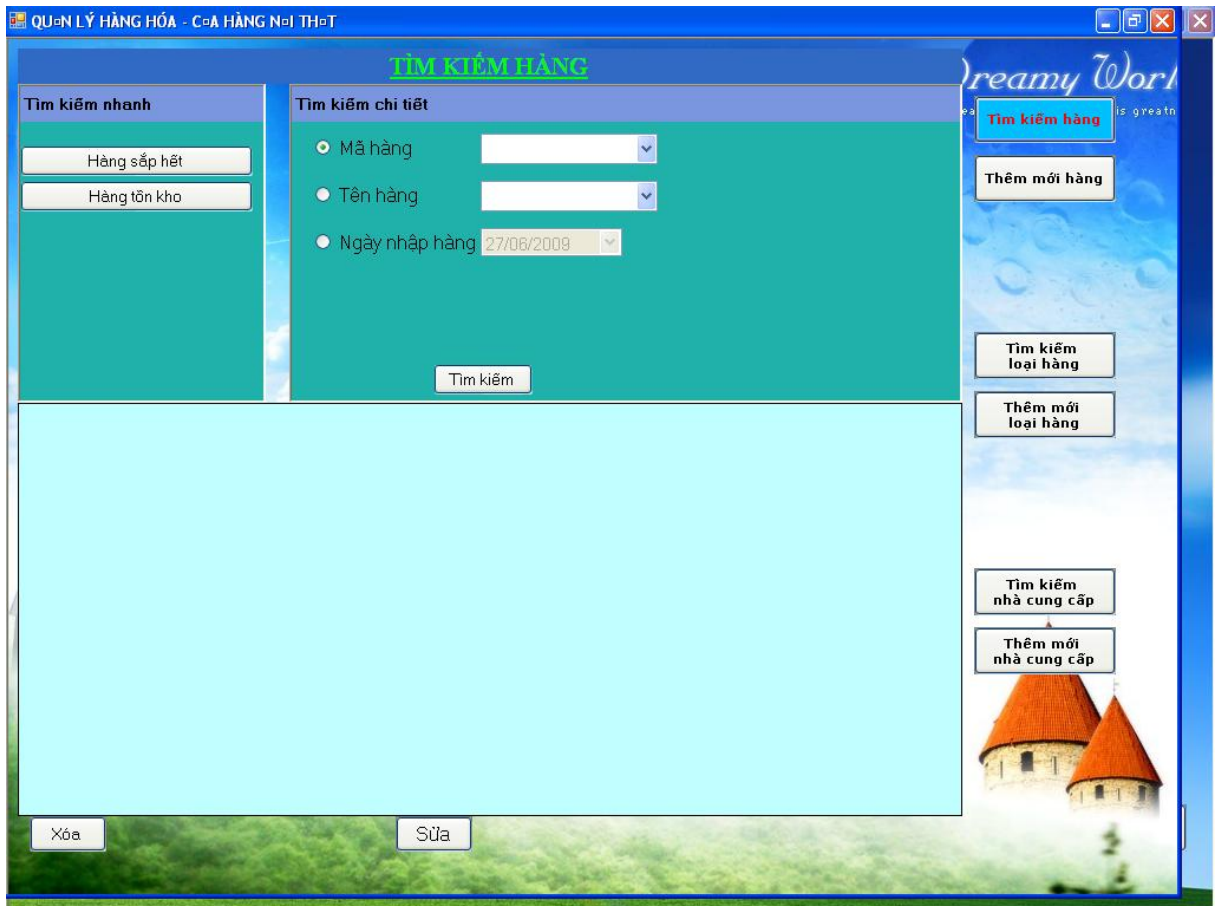 QU¤N LÝ HÀNG HÓA - C¤A HÀNG N¤I TH¤T
TÌM KIẾM HÀNG
Tìm kiếm nhanh
Hàng sắp hết
Hàng tồn kho
Tìm kiếm chi tiết
Mã hàng
Tên hàng
Ngày nhập hàng 27/06/2009
Tìm kiếm
reamy Worl
is greatn
Tìm kiếm hàng
Thêm mới hàng
Tìm kiếm
loại hàng
Thêm mới
loại hàng
Tìm kiếm
nhà cung cấp
Thêm mới
nhà cung cấp
Xóa
Sửa